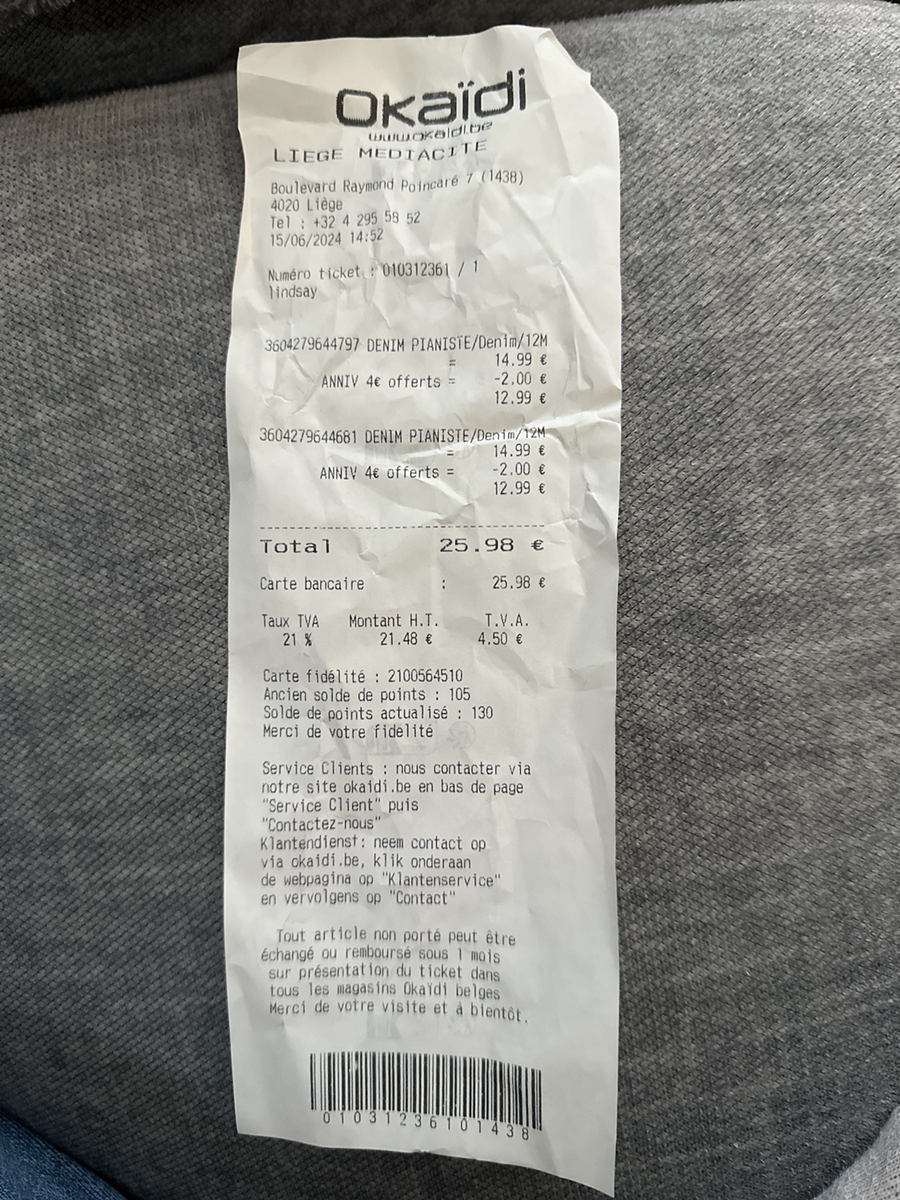 Okaïdi
www.okaidi.be
LIEGE MEDIACITE
Boulevard Raymond Poincaré 7 (1438)
4020 Liège
Tel : +32 4 295 58 52
15/06/2024 14:52
Numéro ticket : 010312361 / 1
lindsay
3604279644797 DENIM PIANISTE/Denim/12M
= 14.99 €
ANNIV 4€ offerts = -2.00 €
12.99 €
3604279644681 DENIM PIANISTE/Denim/12M
= 14.99 €
ANNIV 4€ offerts = -2.00 €
12.99 €
Total 25.98 €
Carte bancaire : 25.98 €
Taux TVA Montant H.T. T.V.A.
21 % 21.48 € 4.50 €
Carte fidélité : 2100564510
Ancien solde de points : 105
Solde de points actualisé : 130
Merci de votre fidélité
Service Clients : nous contacter via
notre site okaidi.be en bas de page
"Service Client" puis
"Contactez-nous"
Klantendienst: neem contact op
via okaidi.be, klik onderaan
de webpagina op "Klantenservice"
en vervolgens op "Contact"
Tout article non porté peut être
échangé ou remboursé sous 1 mois
sur présentation du ticket dans
tous les magasins Okaïdi belges
Merci de votre visite et à bientôt.
01031236101438